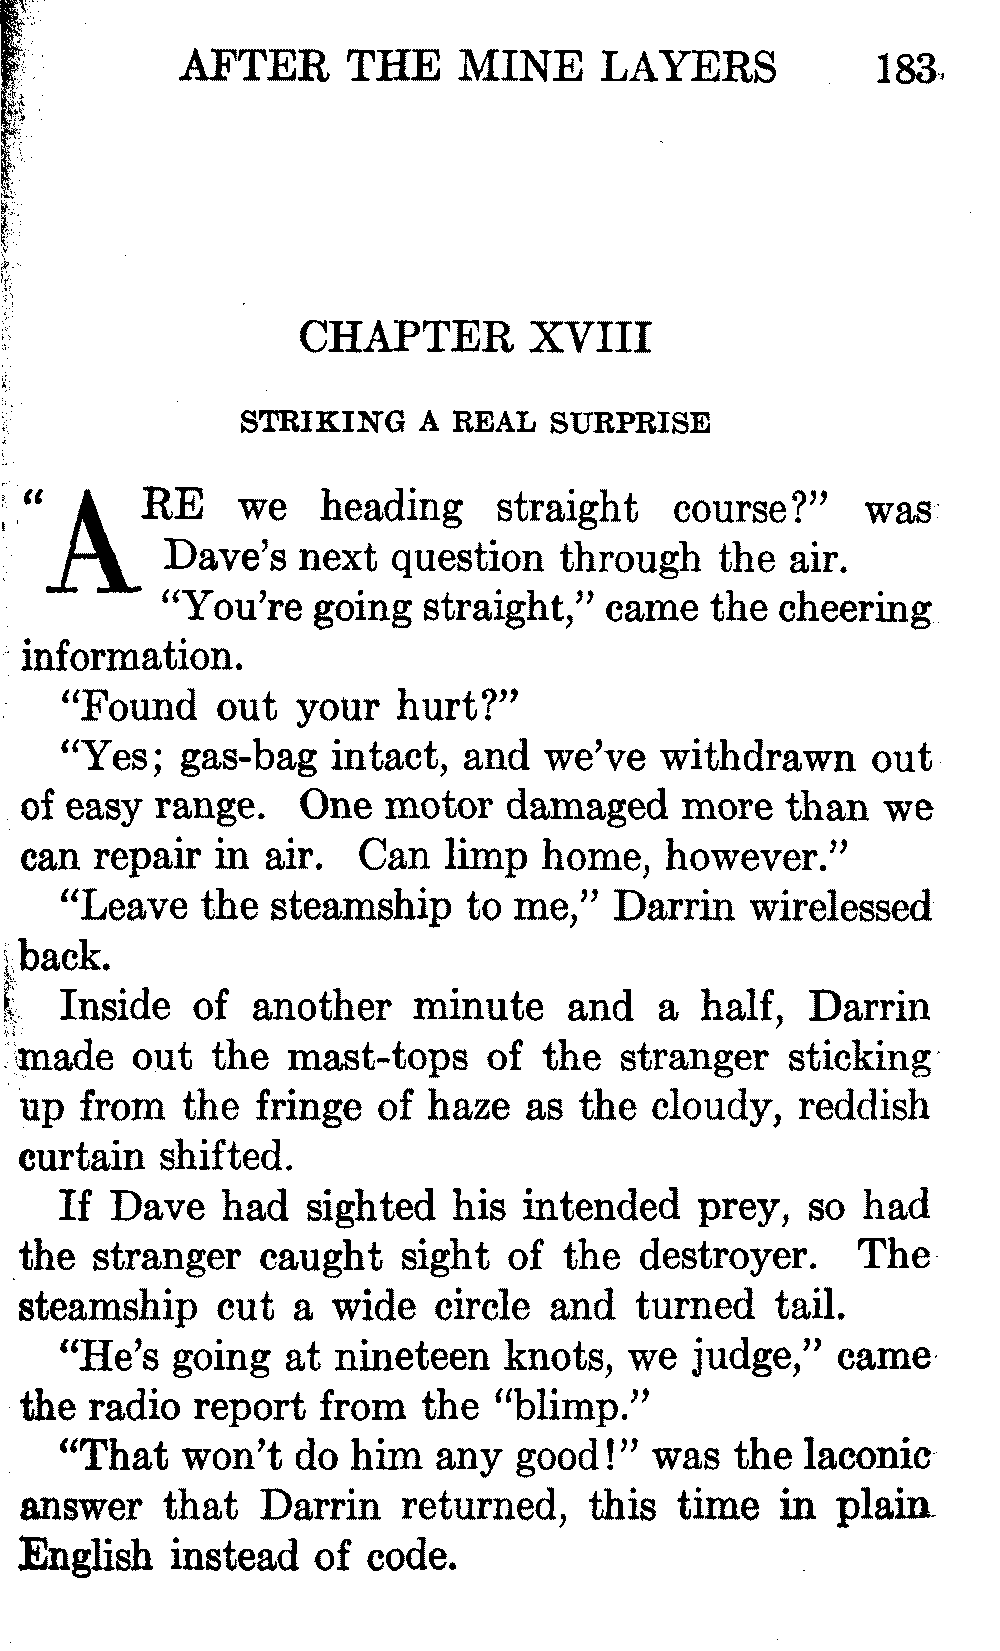 AFTER THE MINE LAYERS 183
CHAPTER XVIII
STRIKING A REAL SURPRISE
“ARE we heading straight course?” was
Dave’s next question through the air.
“You’re going straight,” came the cheering
information.
“Found out your hurt?”
“Yes; gas-bag intact, and we’ve withdrawn out
of easy range. One motor damaged more than we
can repair in air. Can limp home, however.”
“Leave the steamship to me,” Darrin wirelessed
back.
Inside of another minute and a half, Darrin
made out the mast-tops of the stranger sticking
up from the fringe of haze as the cloudy, reddish
curtain shifted.
If Dave had sighted his intended prey, so had
the stranger caught sight of the destroyer. The
steamship cut a wide circle and turned tail.
“He’s going at nineteen knots, we judge,” came
the radio report from the “blimp.”
“That won’t do him any good!” was the laconic
answer that Darrin returned, this time in plain
English instead of code.